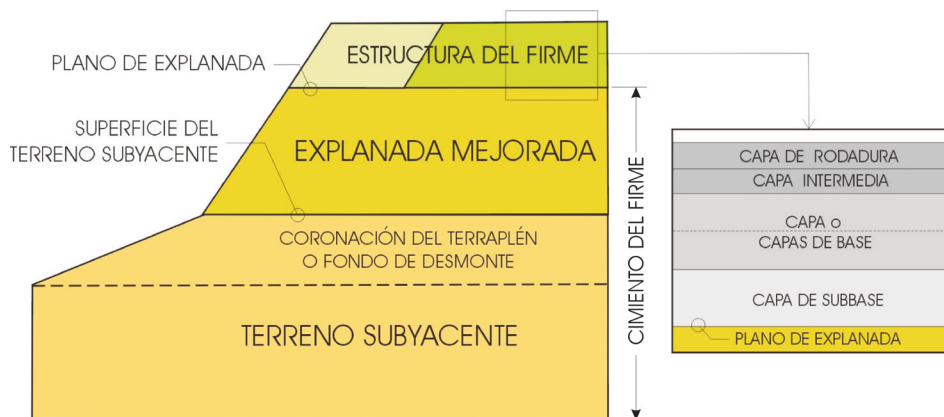 ESTRUCTURA DEL FIRME
PLANO DE EXPLANADA
SUPERFICIE DEL
TERRENO SUBYACENTE
EXPLANADA MEJORADA
CORONACIÓN DEL TERRAPLÉN
O FONDO DE DESMONTE
TERRENO SUBYACENTE
CIMIENTO DEL FIRME
CAPA DE RODADURA
CAPA INTERMEDIA
CAPA o
CAPAS DE BASE
CAPA DE SUBBASE
PLANO DE EXPLANADA